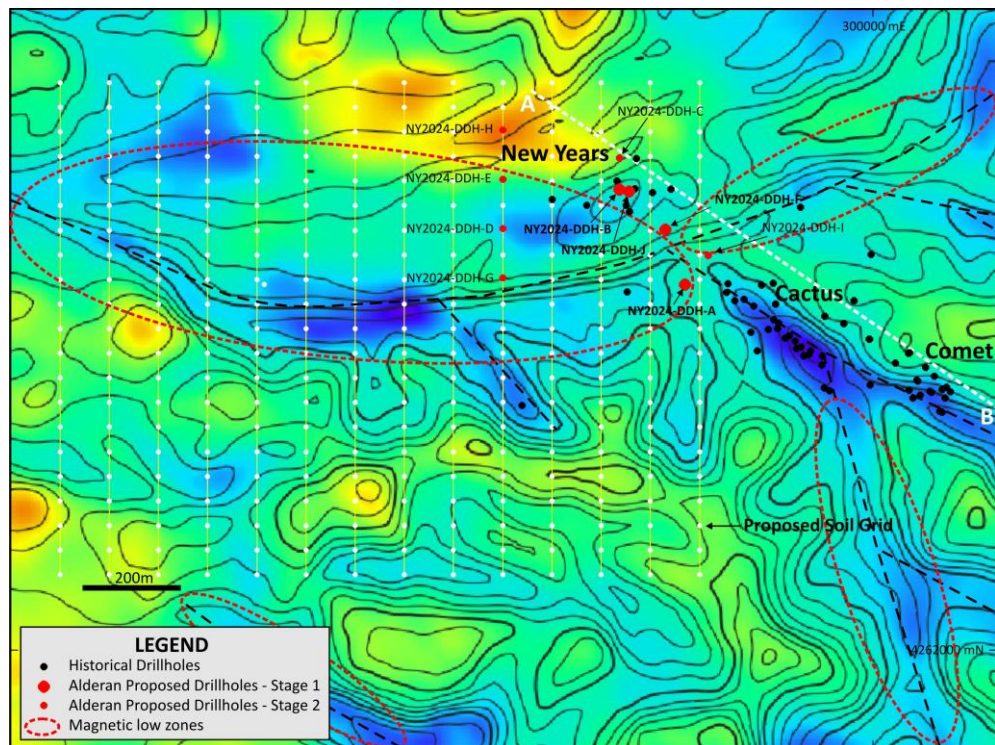 300000 mE
A
NY2024-DDH-C
NY2024-DDH-H
New Years
NY2024-DDH-E
NY2024-DDH-F
NY2024-DDH-D
NY2024-DDH-B
NY2024-DDH-I
NY2024-DDH-J
NY2024-DDH-G
Cactus
NY2024-DDH-A
Comet
B
Proposed Soil Grid
200m
LEGEND
Historical Drillholes
Alderan Proposed Drillholes - Stage 1
Alderan Proposed Drillholes - Stage 2
Magnetic low zones
4262000 mN